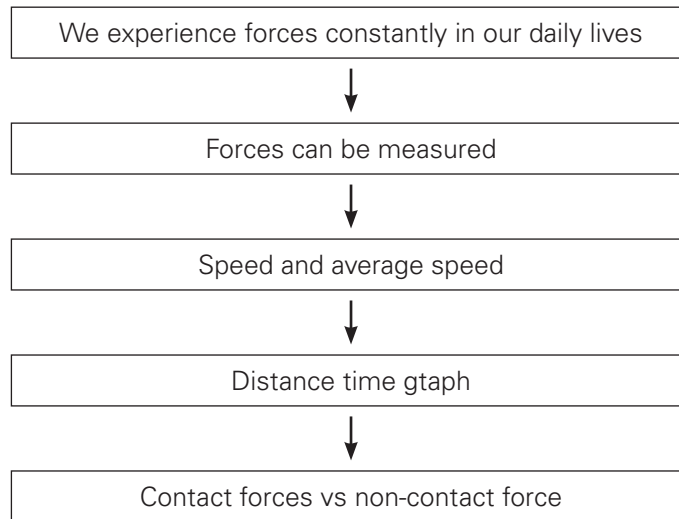 We experience forces constantly in our daily lives
Forces can be measured
Speed and average speed
Distance time gtaph
Contact forces vs non-contact force